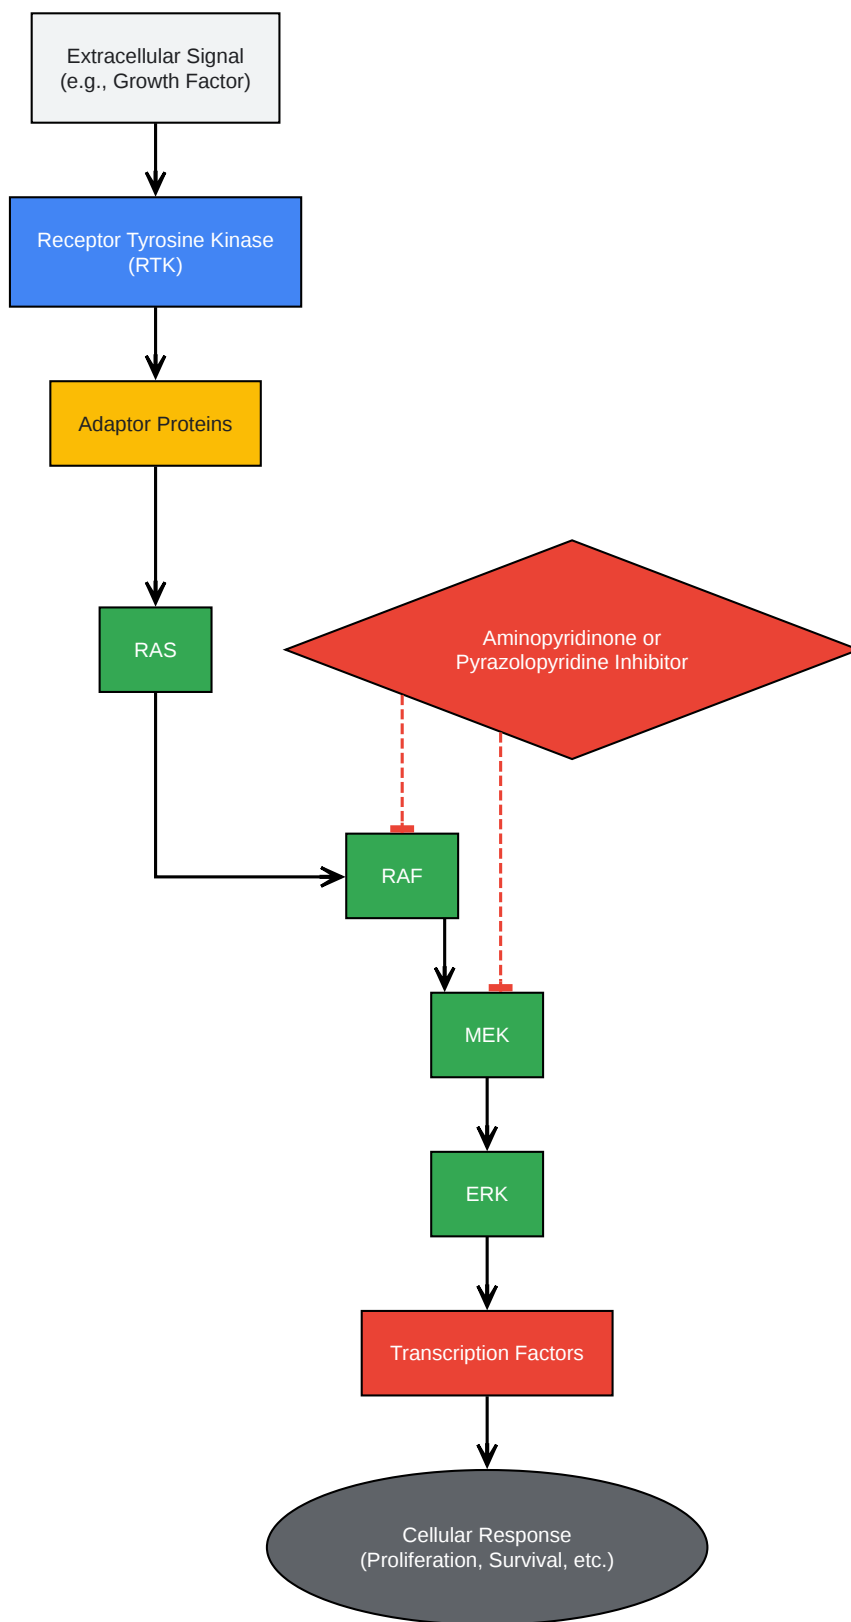 Extracellular Signal
(e.g., Growth Factor)
Receptor Tyrosine Kinase
(RTK)
Adaptor Proteins
RAS
Aminopyridinone or
Pyrazolopyridine Inhibitor
RAF
MEK
ERK
Transcription Factors
Cellular Response
(Proliferation, Survival, etc.)